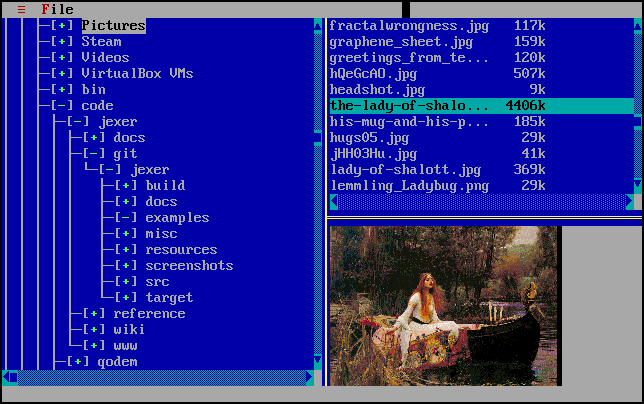 ≡ File
[+] Pictures
[+] Steam
[+] Videos
[+] VirtualBox VMs
[+] bin
[-] code
[-] jexer
[+] docs
[-] git
[-] jexer
[+] build
[+] docs
[-] examples
[+] misc
[+] resources
[+] screenshots
[+] src
[+] target
[+] reference
[+] wiki
[+] www
[+] qodem
fractalwrongness.jpg 117k
graphene_sheet.jpg 159k
greetings_from_te... 120k
hQeGcAO.jpg 507k
headshot.jpg 9k
the-lady-of-shalo... 4406k
his-mug-and-his-p... 185k
hugs05.jpg 29k
jHH03Hu.jpg 41k
lady-of-shalott.jpg 369k
lemmling_Ladybug.png 29k